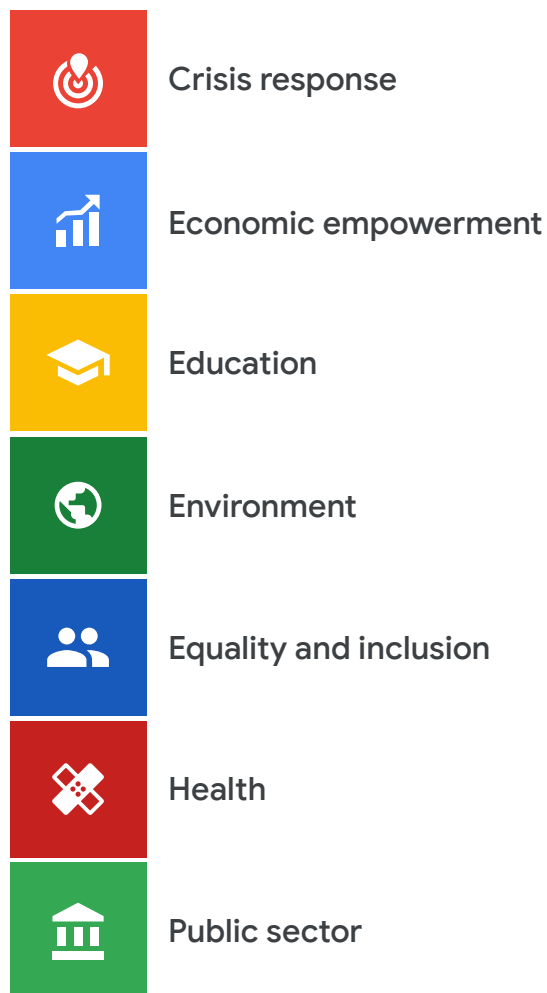 Crisis response
Economic empowerment
Education
Environment
Equality and inclusion
Health
Public sector